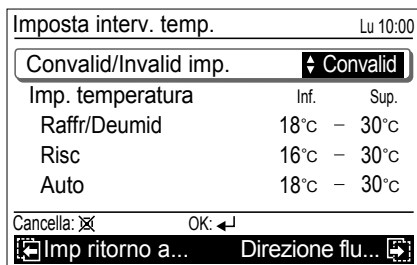 Imposta interv. temp. Lu 10:00
Convalid/Invalid imp. Convalid
Imp. temperatura Inf. Sup.
Raffr/Deumid 18°C – 30°C
Risc 16°C – 30°C
Auto 18°C – 30°C
Cancella: OK:
Imp ritorno a... Direzione flu...